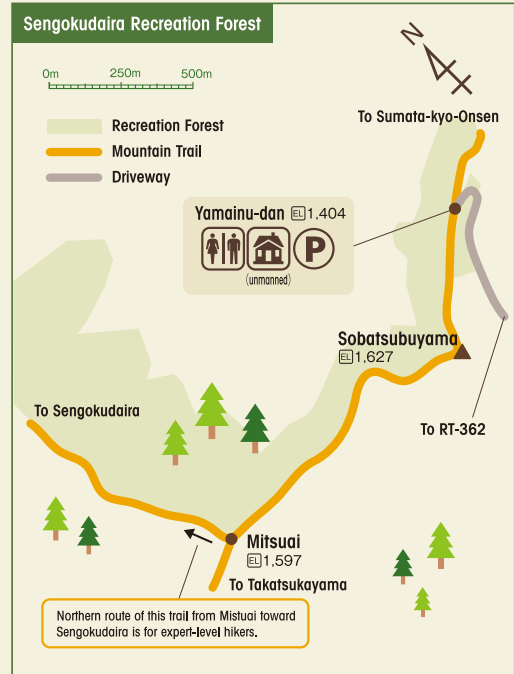 Sengokudaira Recreation Forest
0m 250m 500m
N
Recreation Forest
Mountain Trail
Driveway
To Sumata-kyo-Onsen
Yamainu-dan EL 1,404
P
(unmanned)
Sobatsubuyama
EL 1,627
To Sengokudaira
To RT-362
Mitsuai
EL 1,597
To Takatsukayama
Northern route of this trail from Mistuai toward
Sengokudaira is for expert-level hikers.